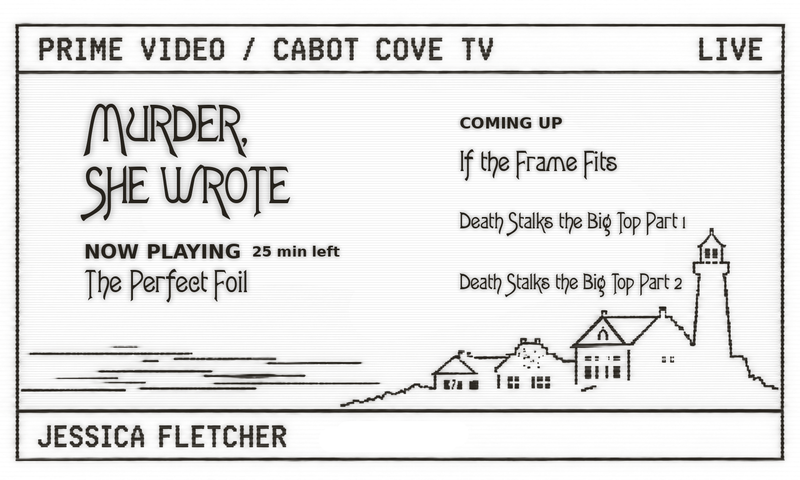 PRIME VIDEO / CABOT COVE TV
LIVE
MURDER,
SHE WROTE
NOW PLAYING 25 min left
The Perfect Foil
COMING UP
If the Frame Fits
Death Stalks the Big Top Part 1
Death Stalks the Big Top Part 2
JESSICA FLETCHER